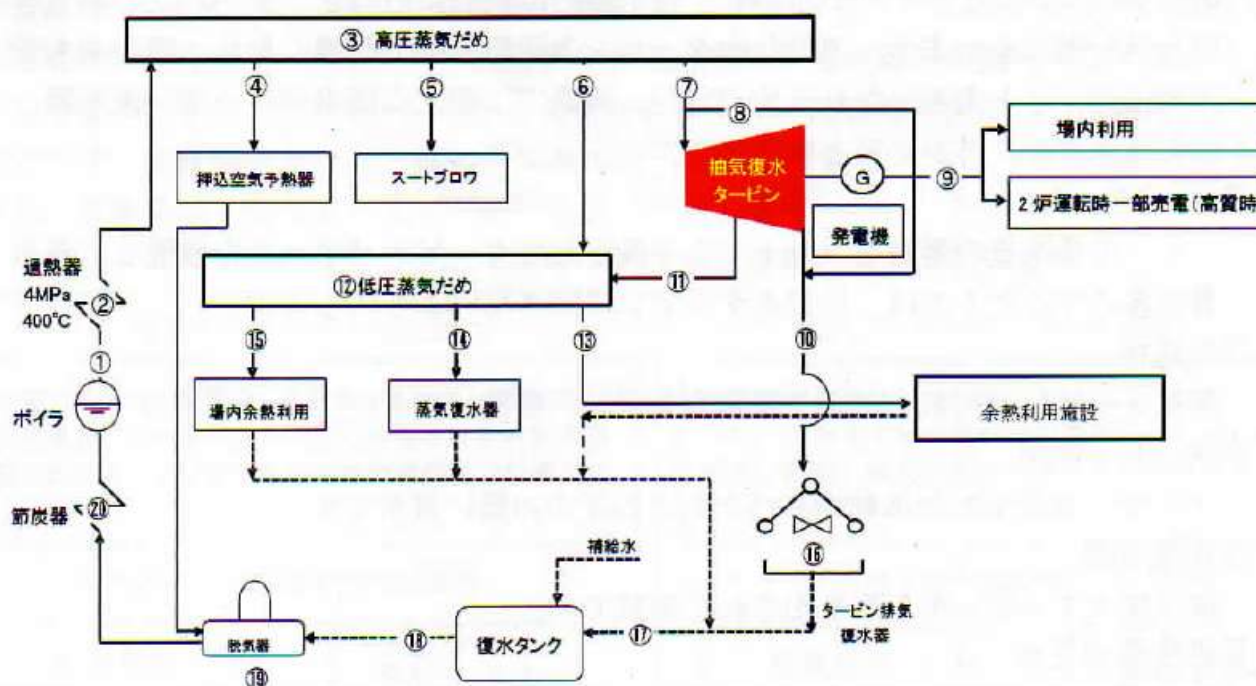 ③ 高圧蒸気だめ
④
⑤
⑥
⑦
⑧
押込空気予熱器
スートブロワ
抽気復水
タービン
G
発電機
⑨
場内利用
2炉運転時一部売電(高質時
過熱器
4MPa
400℃
②
①
ボイラ
⑫低圧蒸気だめ
⑪
⑩
⑮
⑭
⑬
場内余熱利用
蒸気復水器
余熱利用施設
節炭器
⑳
補給水
⑯
タービン排気
復水器
脱気器
⑲
⑱
復水タンク
⑰